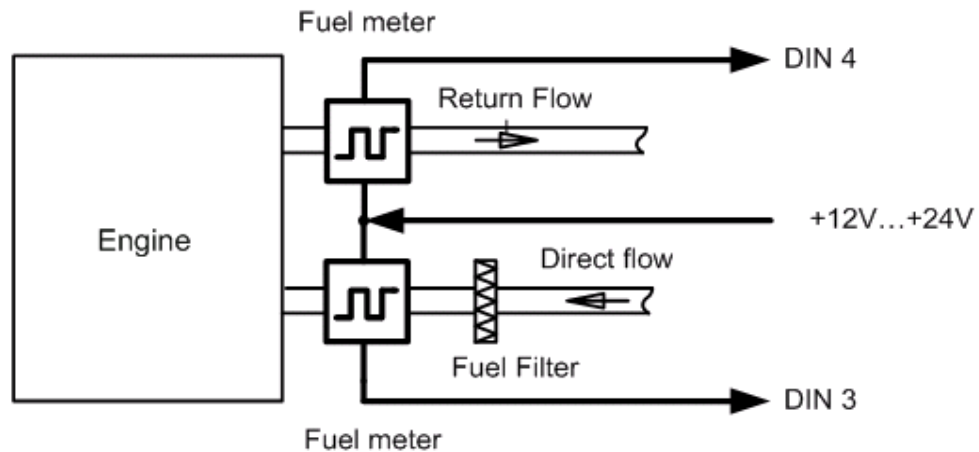 Fuel meter
DIN 4
Return Flow
+12V...+24V
Engine
Direct flow
Fuel Filter
DIN 3
Fuel meter